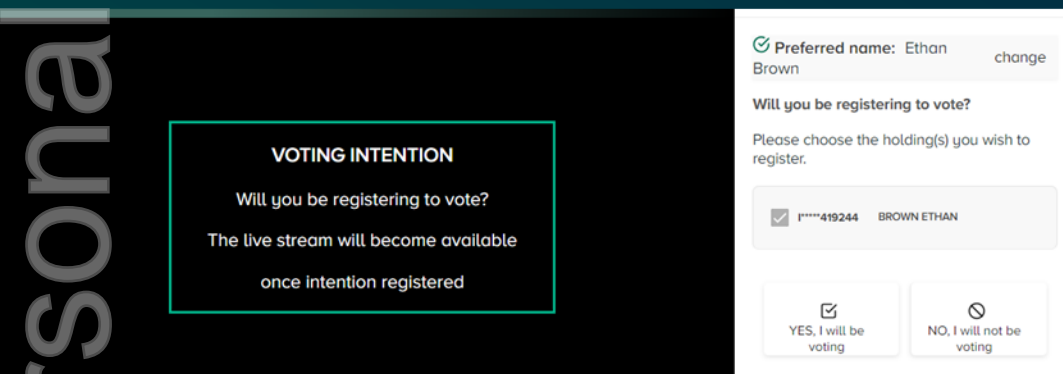 sonal
VOTING INTENTION
Will you be registering to vote?
The live stream will become available
once intention registered
Preferred name: Ethan
Brown
change
Will you be registering to vote?
Please choose the holding(s) you wish to
register.
I*****419244 BROWN ETHAN
YES, I will be
voting
NO, I will not be
voting